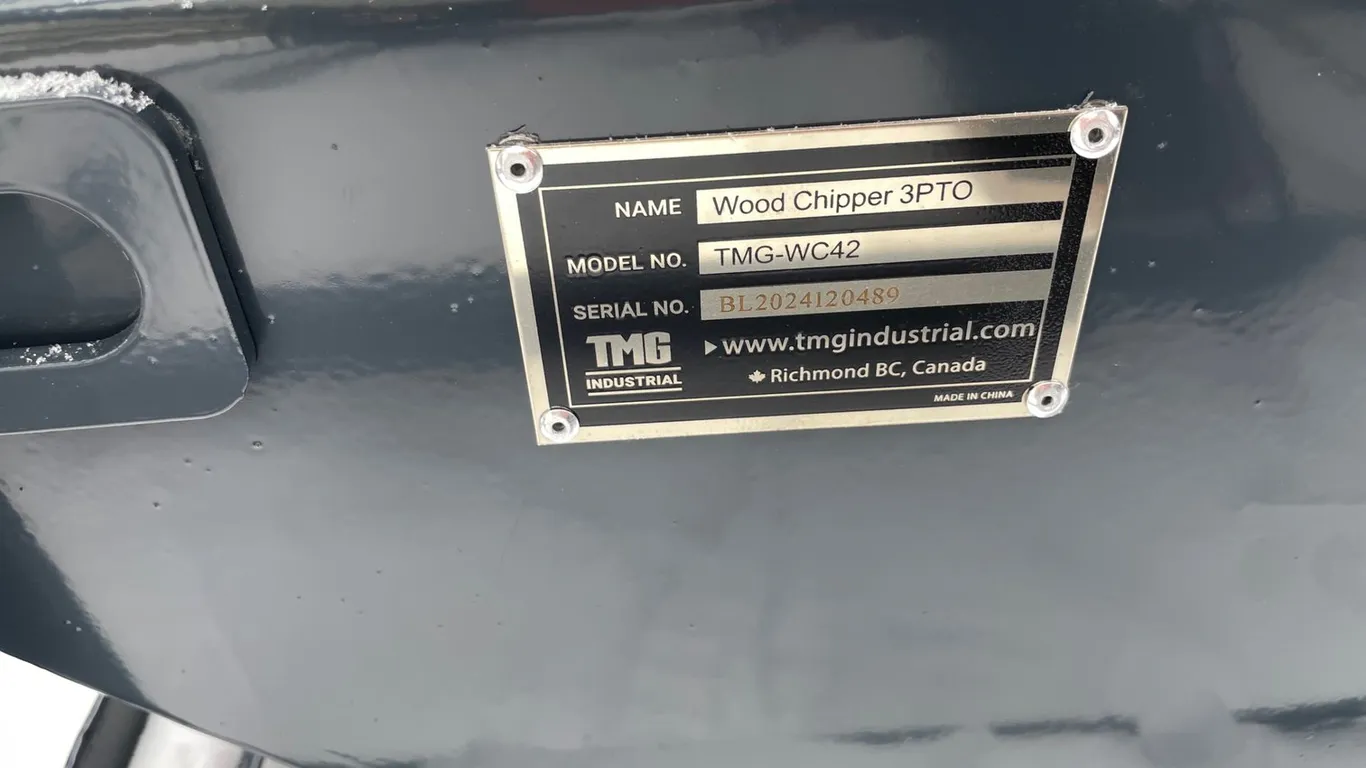 NAME Wood Chipper 3PTO
MODEL NO. TMG-WC42
SERIAL NO. BL2024120489
TMG
INDUSTRIAL
www.tmgindustrial.com
Richmond BC, Canada
MADE IN CHINA